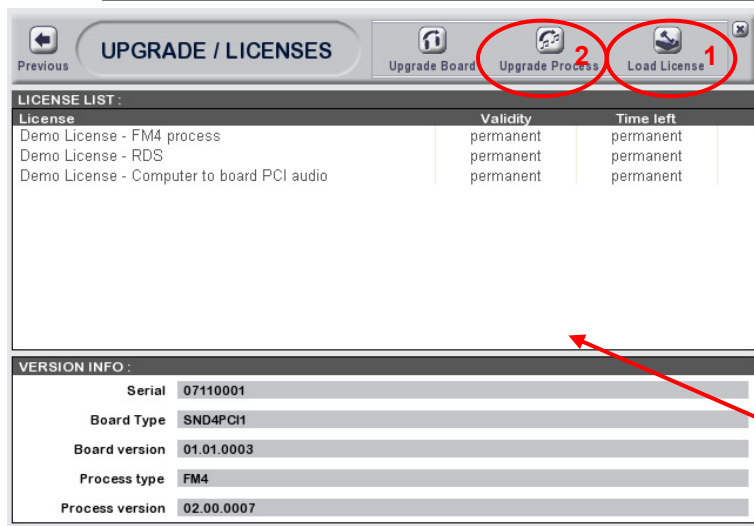 UPGRADE / LICENSES
Previous
Upgrade Board
Upgrade Process
2
Load License
1
LICENSE LIST :
License Validity Time left
Demo License - FM4 process permanent permanent
Demo License - RDS permanent permanent
Demo License - Computer to board PCI audio permanent permanent
VERSION INFO :
Serial 07110001
Board Type SND4PCI1
Board version 01.01.0003
Process type FM4
Process version 02.00.0007